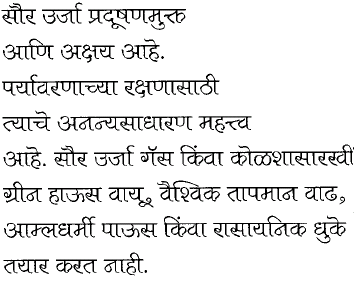 सौर उर्जा प्रदूषणमुक्त
आणि अक्षय आहे.
पर्यावरणाच्या रक्षणासाठी
त्याचे अनन्यसाधारण महत्त्व
आहे. सौर उर्जा गॅस किंवा कोळशासारखी
ग्रीन हाऊस वायू, वैश्विक तापमान वाढ,
आम्लधर्मी पाऊस किंवा रासायनिक धुके
तयार करत नाही.